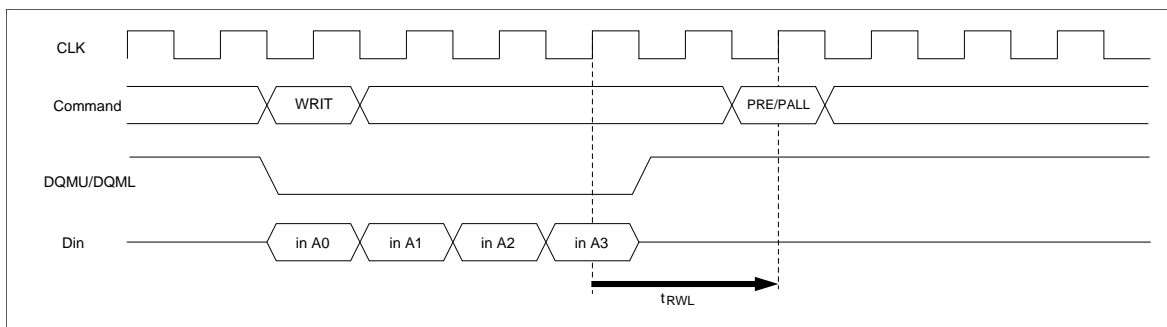 CLK
Command WRIT PRE/PALL
DQMU/DQML
Din in A0 in A1 in A2 in A3
tRWL